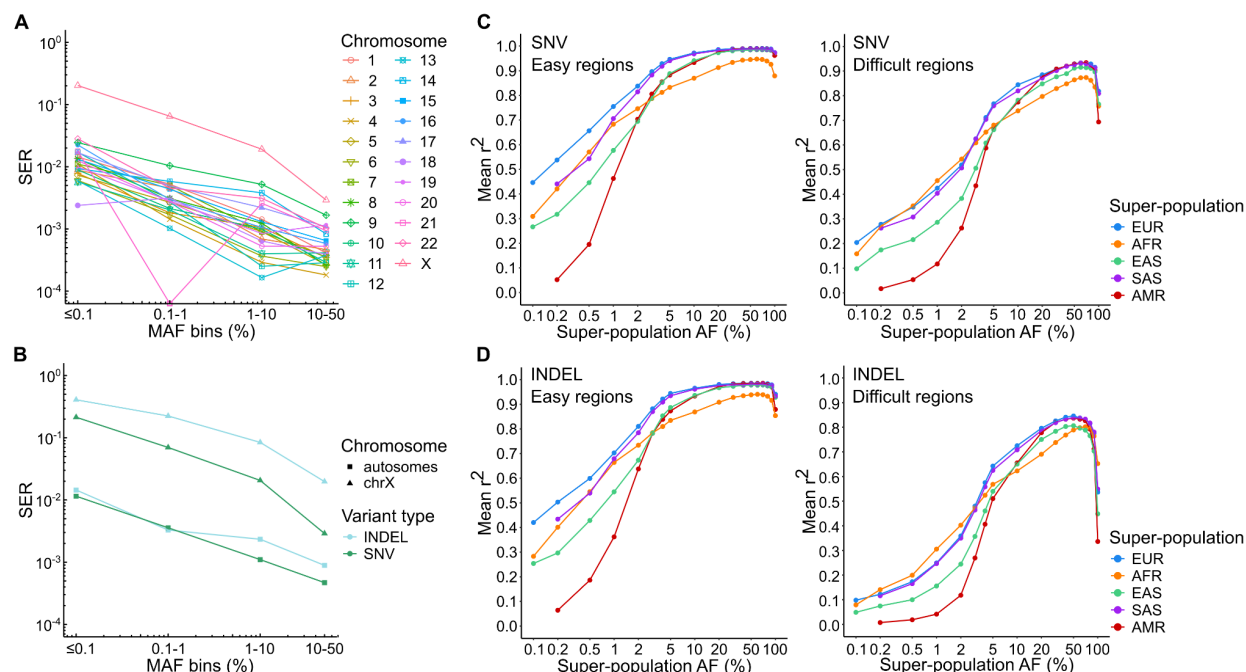 A
SER
10⁰
10⁻¹
10⁻²
10⁻³
10⁻⁴
≤0.1
0.1-1
1-10
10-50
MAF bins (%)
Chromosome
1
2
3
4
5
6
7
8
9
10
11
12
13
14
15
16
17
18
19
20
21
22
X
B
SER
10⁰
10⁻¹
10⁻²
10⁻³
10⁻⁴
≤0.1
0.1-1
1-10
10-50
MAF bins (%)
Chromosome
autosomes
chrX
Variant type
INDEL
SNV
C
SNV
Easy regions
Mean r²
1.0
0.9
0.8
0.7
0.6
0.5
0.4
0.3
0.2
0.1
0.0
0.1 0.2 0.5 1 2 5 10 20 50 100
Super-population AF (%)
SNV
Difficult regions
Mean r²
1.0
0.9
0.8
0.7
0.6
0.5
0.4
0.3
0.2
0.1
0.0
0.1 0.2 0.5 1 2 5 10 20 50 100
Super-population AF (%)
Super-population
EUR
AFR
EAS
SAS
AMR
D
INDEL
Easy regions
Mean r²
1.0
0.9
0.8
0.7
0.6
0.5
0.4
0.3
0.2
0.1
0.0
0.1 0.2 0.5 1 2 5 10 20 50 100
Super-population AF (%)
INDEL
Difficult regions
Mean r²
1.0
0.9
0.8
0.7
0.6
0.5
0.4
0.3
0.2
0.1
0.0
0.1 0.2 0.5 1 2 5 10 20 50 100
Super-population AF (%)
Super-population
EUR
AFR
EAS
SAS
AMR